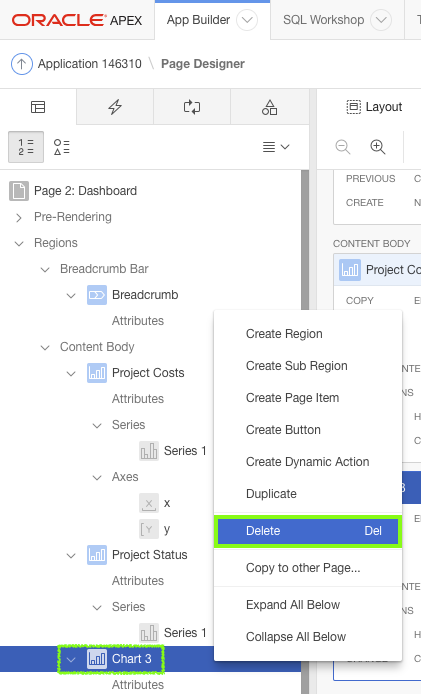 ORACLE APEX App Builder SQL Workshop
Application 146310 \ Page Designer
Layout
Page 2: Dashboard
Pre-Rendering
Regions
Breadcrumb Bar
Breadcrumb
Attributes
Content Body
Project Costs
Attributes
Series
Series 1
Axes
x
y
Project Status
Attributes
Series
Series 1
Chart 3
Attributes
PREVIOUS
CREATE
CONTENT BODY
Project Co
COPY
Create Region
Create Sub Region
Create Page Item
Create Button
Create Dynamic Action
Duplicate
Delete Del
Copy to other Page...
Expand All Below
Collapse All Below